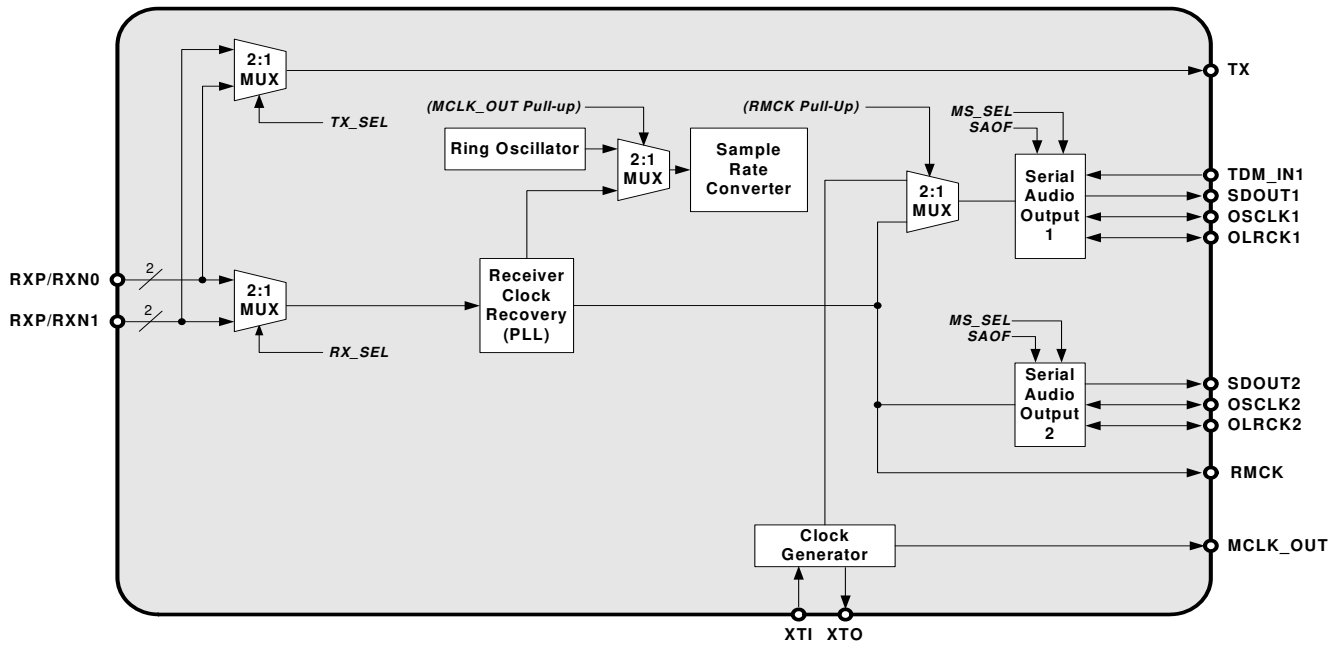 2:1
MUX
TX
TX_SEL
(MCLK_OUT Pull-up)
Ring Oscillator
2:1
MUX
Sample
Rate
Converter
(RMCK Pull-Up)
2:1
MUX
MS_SEL
SAOF
Serial
Audio
Output
1
TDM_IN1
SDOUT1
OSCLK1
OLRCK1
RXP/RXN0
2
RXP/RXN1
2
2:1
MUX
RX_SEL
Receiver
Clock
Recovery
(PLL)
MS_SEL
SAOF
Serial
Audio
Output
2
SDOUT2
OSCLK2
OLRCK2
RMCK
Clock
Generator
MCLK_OUT
XTI
XTO